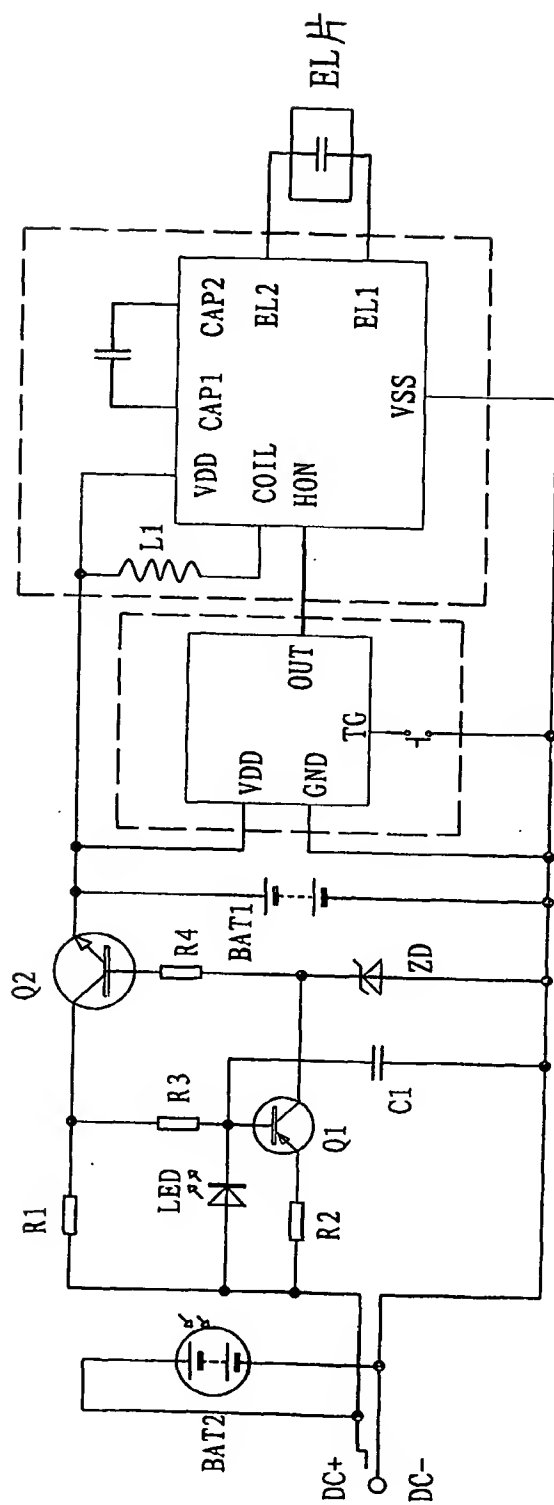 DC+
DC-
BAT2
R1
LED
R2
R3
Q1
C1
Q2
R4
ZD
BAT1
VDD
GND
TG
OUT
L1
VDD
COIL
HON
CAP1
CAP2
EL2
EL1
VSS
EL片